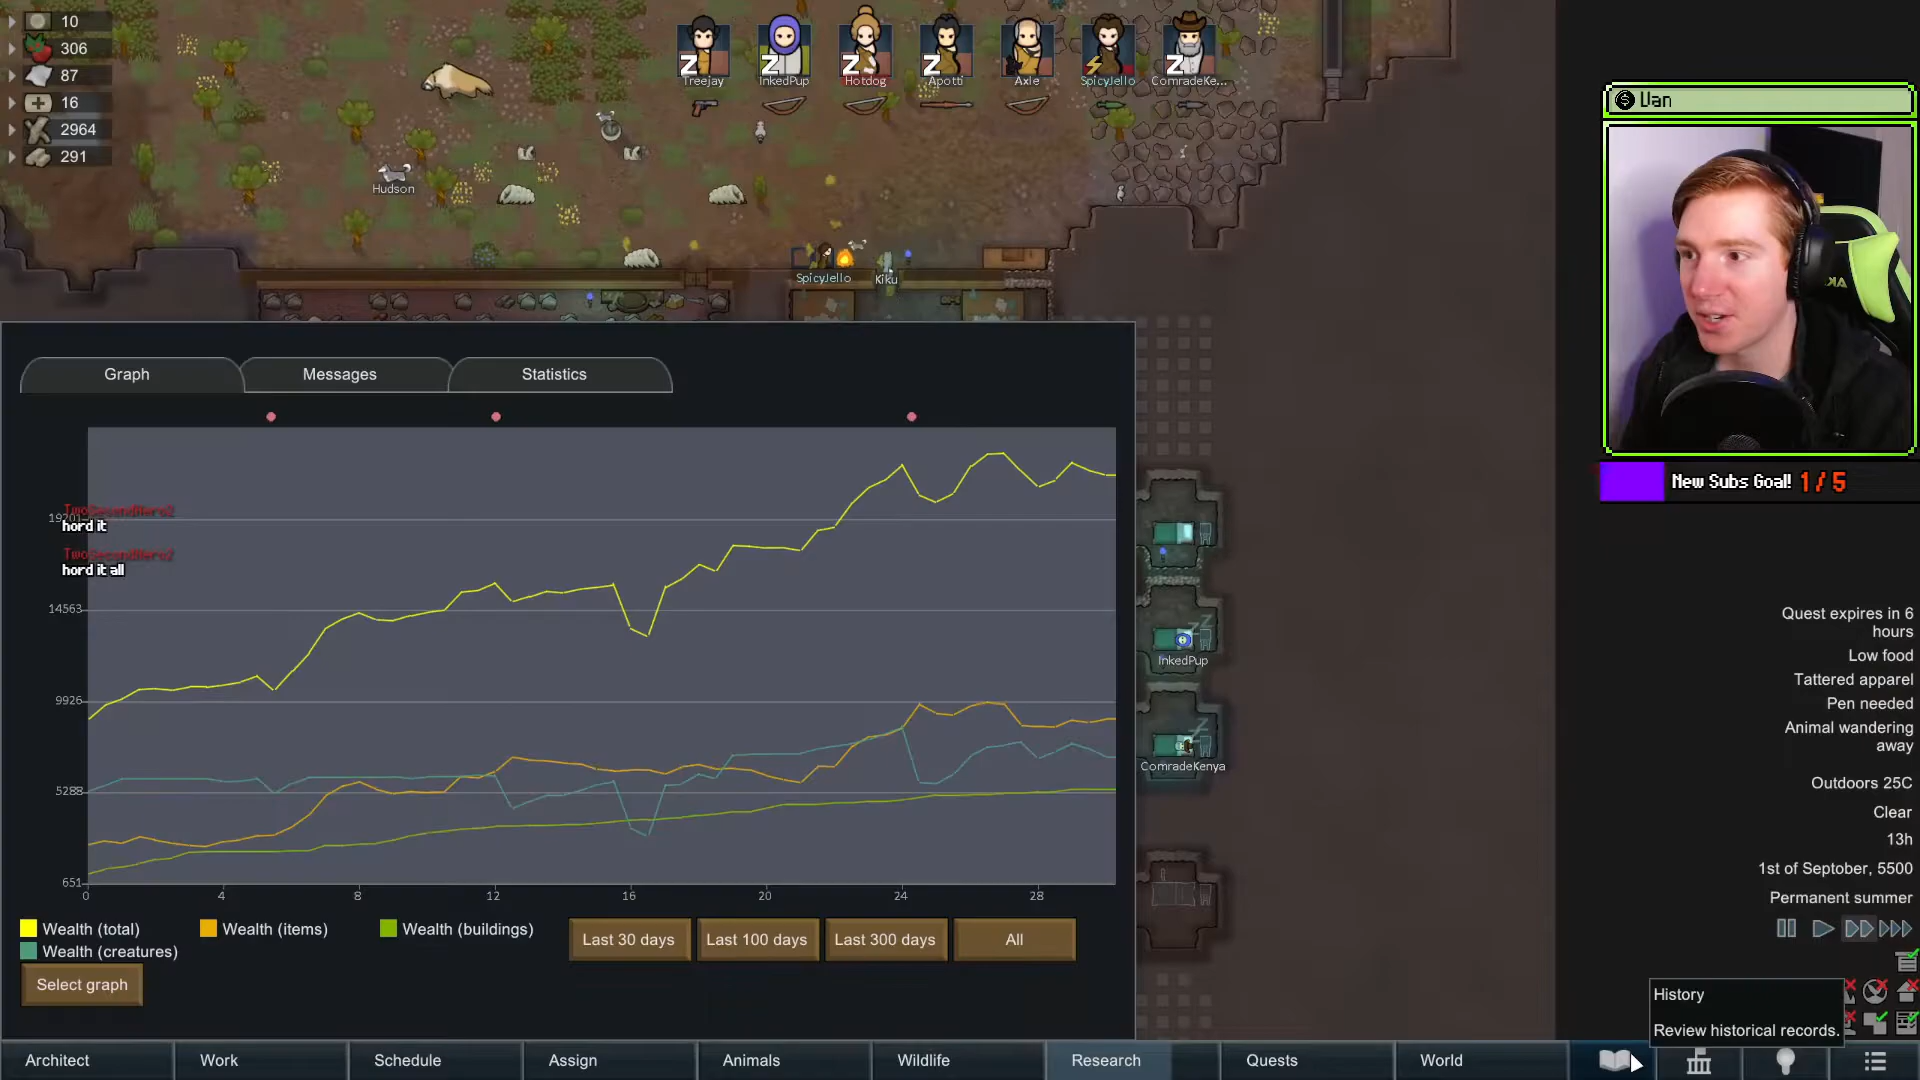 10
306
87
16
2964
291
Treejay
InkedPup
Hotdog
Apotti
Axle
SpicyJello
ComradeKe...
Hudson
SpicyJello
Kiku
Van
New Subs Goal! 1/5
Graph
Messages
Statistics
TwoSecondHero2
hord it
TwoSecondHero2
hord it all
14563
9926
5288
651
0
4
8
12
16
20
24
28
Wealth (total)
Wealth (items)
Wealth (buildings)
Wealth (creatures)
Last 30 days
Last 100 days
Last 300 days
All
Select graph
InkedPup
ComradeKenya
Quest expires in 6
hours
Low food
Tattered apparel
Pen needed
Animal wandering
away
Outdoors 25C
Clear
13h
1st of September, 5500
Permanent summer
History
Review historical records.
Architect
Work
Schedule
Assign
Animals
Wildlife
Research
Quests
World